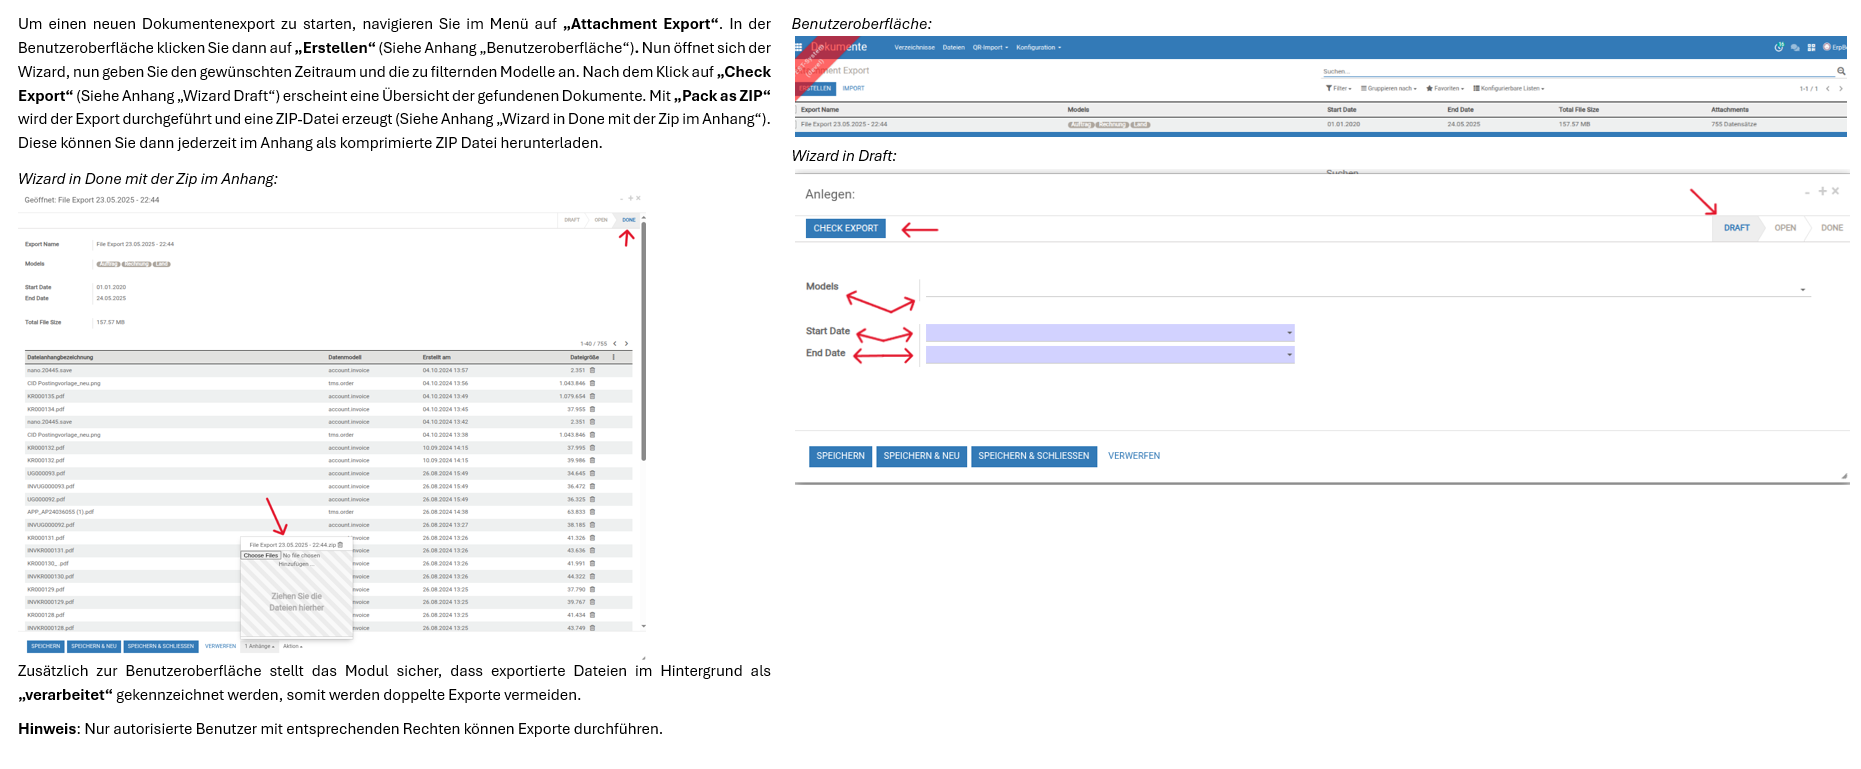 Um einen neuen Dokumentenexport zu starten, navigieren Sie im Menü auf „Attachment Export“. In der
Benutzeroberfläche klicken Sie dann auf „Erstellen“ (Siehe Anhang „Benutzeroberfläche“). Nun öffnet sich der
Wizard, nun geben Sie den gewünschten Zeitraum und die zu filternden Modelle an. Nach dem Klick auf „Check
Export“ (Siehe Anhang „Wizard Draft“) erscheint eine Übersicht der gefundenen Dokumente. Mit „Pack as ZIP“
wird der Export durchgeführt und eine ZIP-Datei erzeugt (Siehe Anhang „Wizard in Done mit der Zip im Anhang“).
Diese können Sie dann jederzeit im Anhang als komprimierte ZIP Datei herunterladen.
Wizard in Done mit der Zip im Anhang:
Geöffnet: File Export 23.05.2025 - 22:44
DRAFT OPEN DONE
Export Name File Export 23.05.2025 - 22:44
Models Auftrag Rechnung Land
Start Date 01.01.2020
End Date 24.05.2025
Total File Size 157.57 MB
1-40 / 755
Dateianhangbezeichnung Datenmodell Erstellt am Dateigröße
nano.20445.save account.invoice 04.10.2024 13:57 2.351
CID Postingvorlage_neu.png tms.order 04.10.2024 13:56 1.043.846
KR000135.pdf account.invoice 04.10.2024 13:49 1.079.654
KR000134.pdf account.invoice 04.10.2024 13:45 37.955
nano.20445.save account.invoice 04.10.2024 13:42 2.351
CID Postingvorlage_neu.png tms.order 04.10.2024 13:38 1.043.846
KR000132.pdf account.invoice 10.09.2024 14:15 37.995
KR000132.pdf account.invoice 10.09.2024 14:15 39.986
UG000093.pdf account.invoice 26.08.2024 15:49 34.645
INVUG000093.pdf account.invoice 26.08.2024 15:49 36.472
UG000092.pdf account.invoice 26.08.2024 15:49 36.325
APP_AP24036055 (1).pdf tms.order 26.08.2024 14:38 63.833
INVUG000092.pdf account.invoice 26.08.2024 13:27 38.185
KR000131.pdf invoice 26.08.2024 13:26 41.326
INVKR000131.pdf invoice 26.08.2024 13:26 43.636
KR000130_ .pdf invoice 26.08.2024 13:26 41.991
INVKR000130.pdf invoice 26.08.2024 13:26 44.322
KR000129.pdf invoice 26.08.2024 13:25 37.790
INVKR000129.pdf invoice 26.08.2024 13:25 39.767
KR000128.pdf invoice 26.08.2024 13:25 41.434
INVKR000128.pdf invoice 26.08.2024 13:25 43.749
File Export 23.05.2025 - 22:44.zip
Choose Files No file chosen
Hinzufügen ...
Ziehen Sie die
Dateien hierher
SPEICHERN SPEICHERN & NEU SPEICHERN & SCHLIESSEN VERWERFEN 1 Anhänge Aktion
Zusätzlich zur Benutzeroberfläche stellt das Modul sicher, dass exportierte Dateien im Hintergrund als
„verarbeitet“ gekennzeichnet werden, somit werden doppelte Exporte vermeiden.
Hinweis: Nur autorisierte Benutzer mit entsprechenden Rechten können Exporte durchführen.
Benutzeroberfläche:
Dokumente Verzeichnisse Dateien QR-Import Konfiguration
Export
Suchen...
ERSTELLEN IMPORT Filter Gruppieren nach Favoriten Konfigurierbare Listen 1-1 / 1
Export Name Models Start Date End Date Total File Size Attachments
File Export 23.05.2025 - 22:44 Auftrag Rechnung Land 01.01.2020 24.05.2025 157.57 MB 755 Datensätze
Wizard in Draft:
Suchen
Anlegen:
CHECK EXPORT DRAFT OPEN DONE
Models
Start Date
End Date
SPEICHERN SPEICHERN & NEU SPEICHERN & SCHLIESSEN VERWERFEN